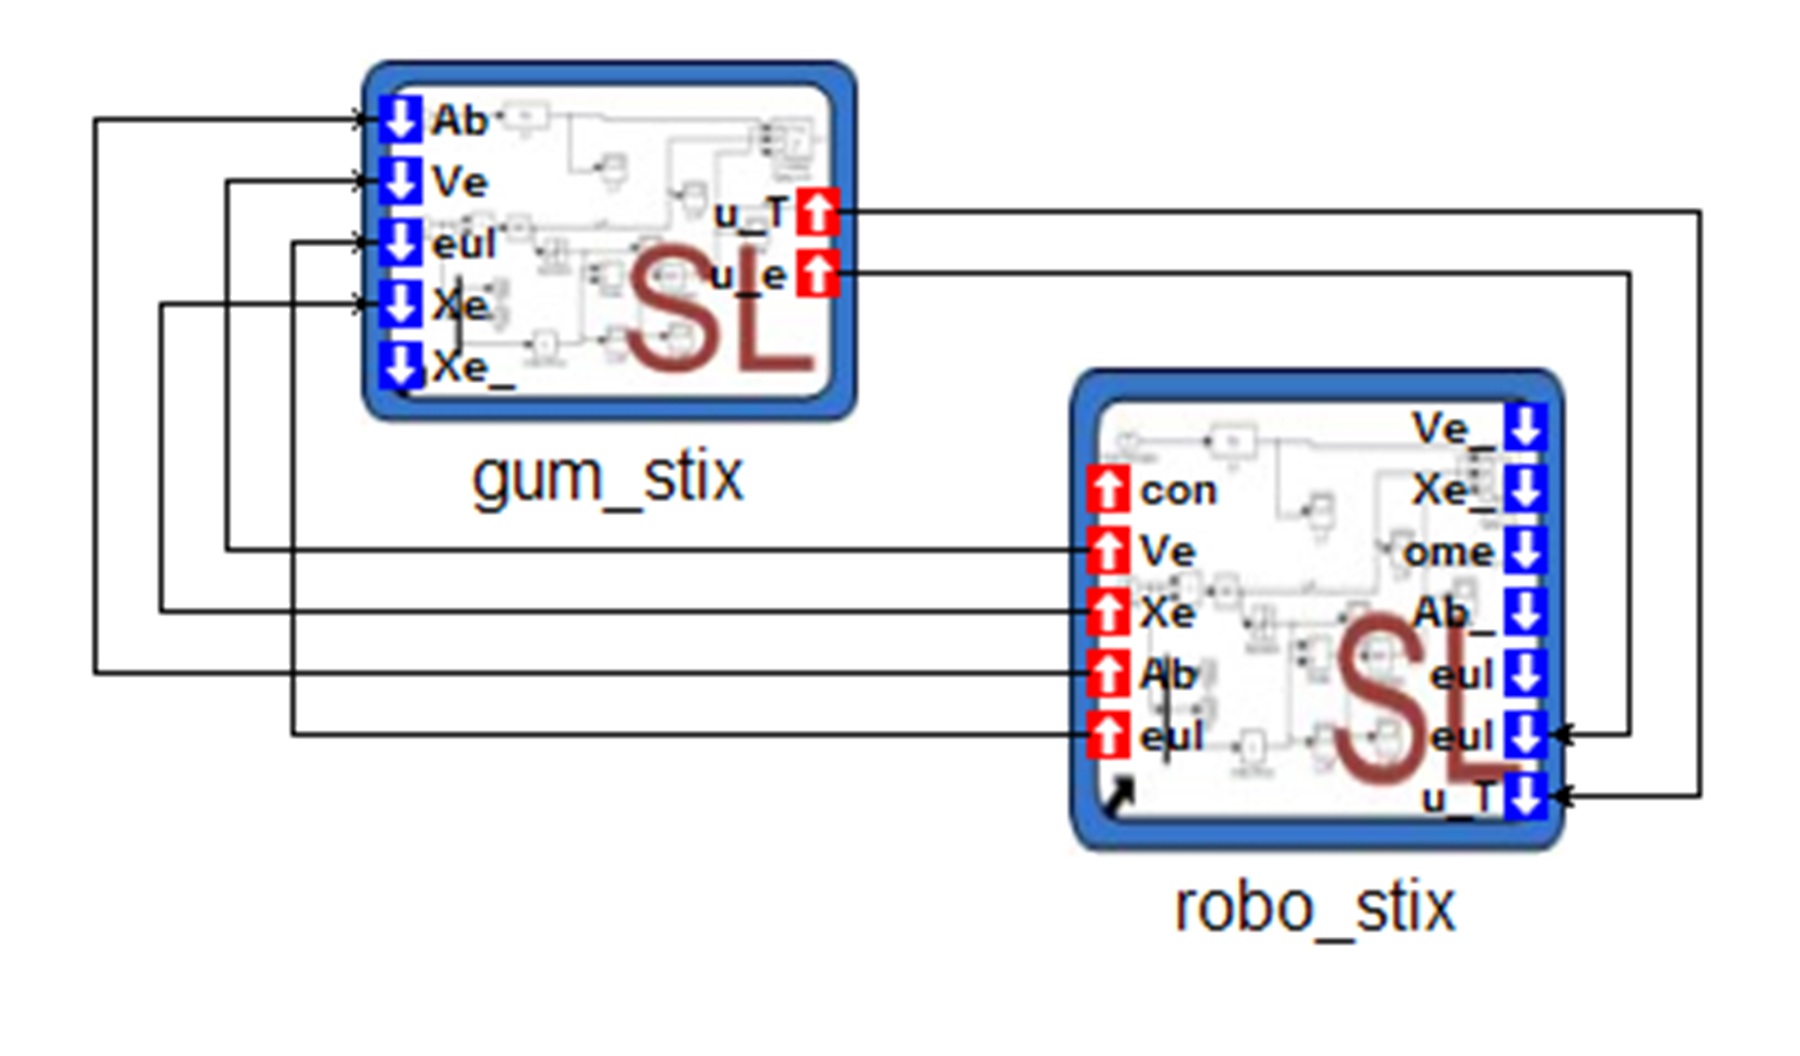 Ab
Ve
eul
Xe
Xe_
u_T
u_e
SL
gum_stix
con
Ve
Xe
Ab
eul
Ve_
Xe_
ome
Ab_
eul
eul
u_T
SL
robo_stix